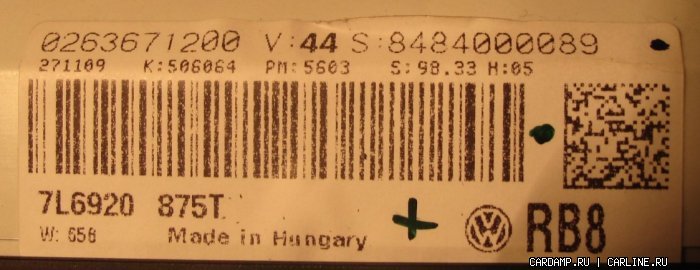 0263671200 V:44 S:8484000089
271109 K:506064 PM:5603 S:98.33 H:05
7L6920 875T RB8
W: 656 Made in Hungary
CARDAMP.RU | CARLINE.RU